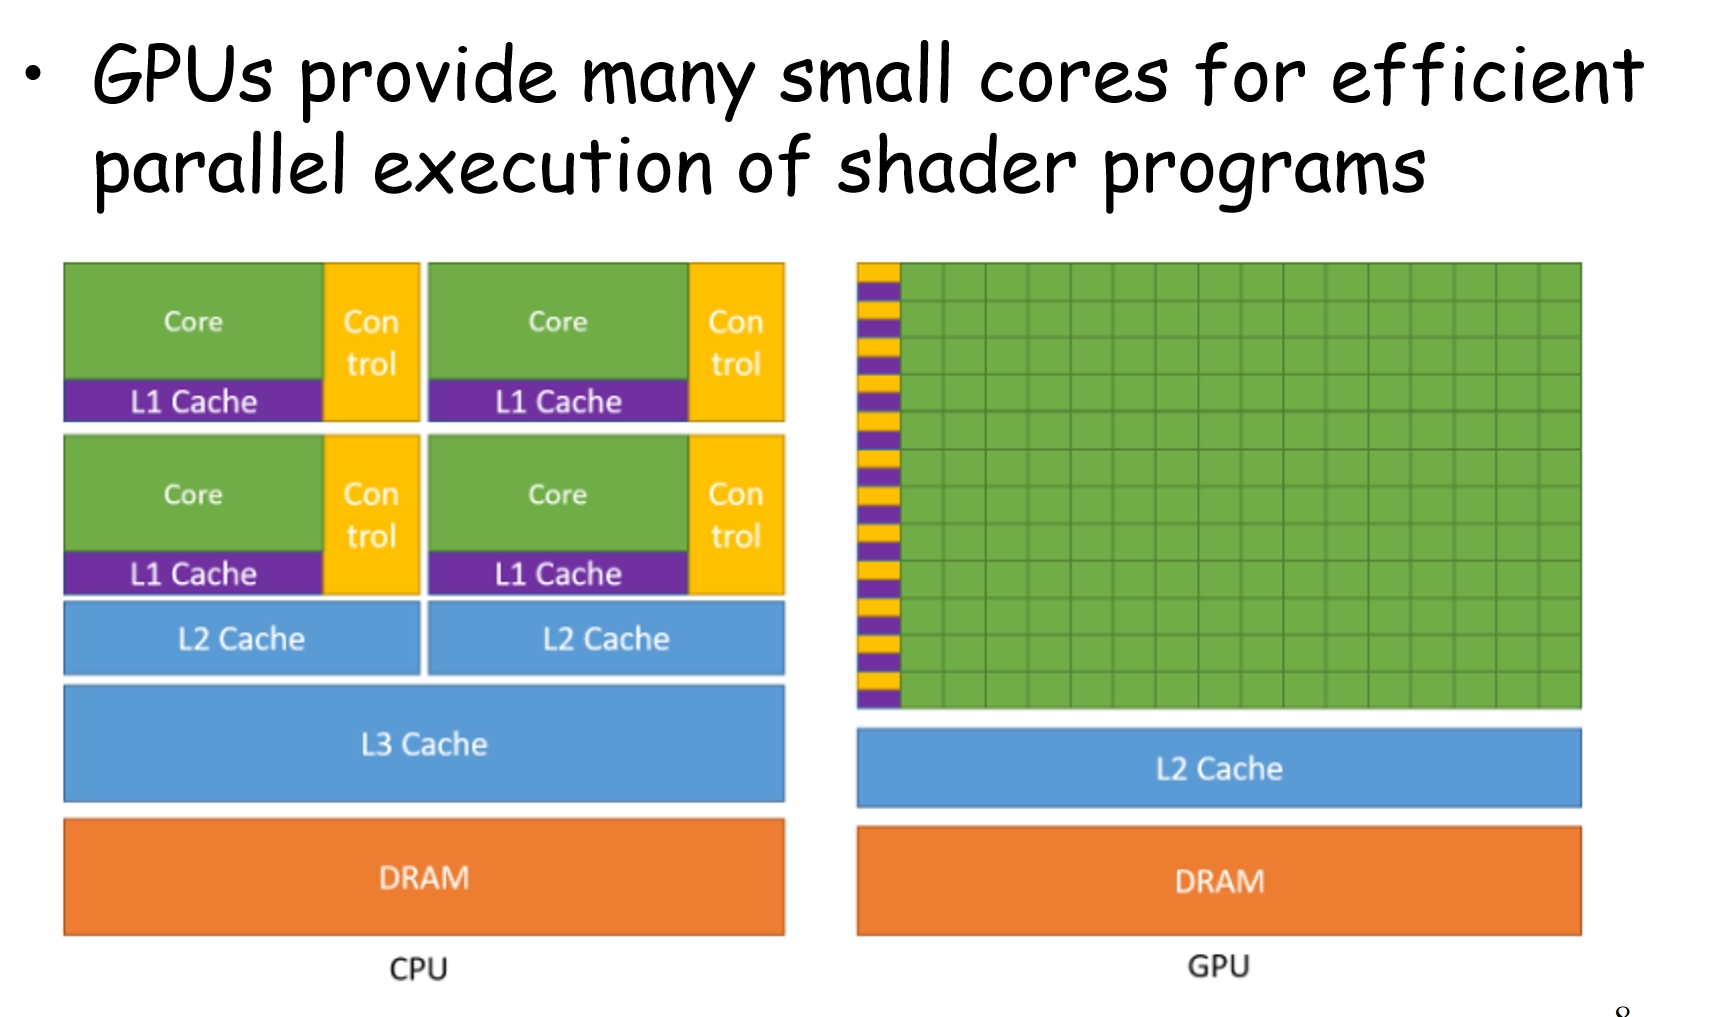 • GPUs provide many small cores for efficient
parallel execution of shader programs
Core
Con
trol
L1 Cache
Core
Con
trol
L1 Cache
Core
Con
trol
L1 Cache
Core
Con
trol
L1 Cache
L2 Cache
L2 Cache
L3 Cache
DRAM
CPU
L2 Cache
DRAM
GPU